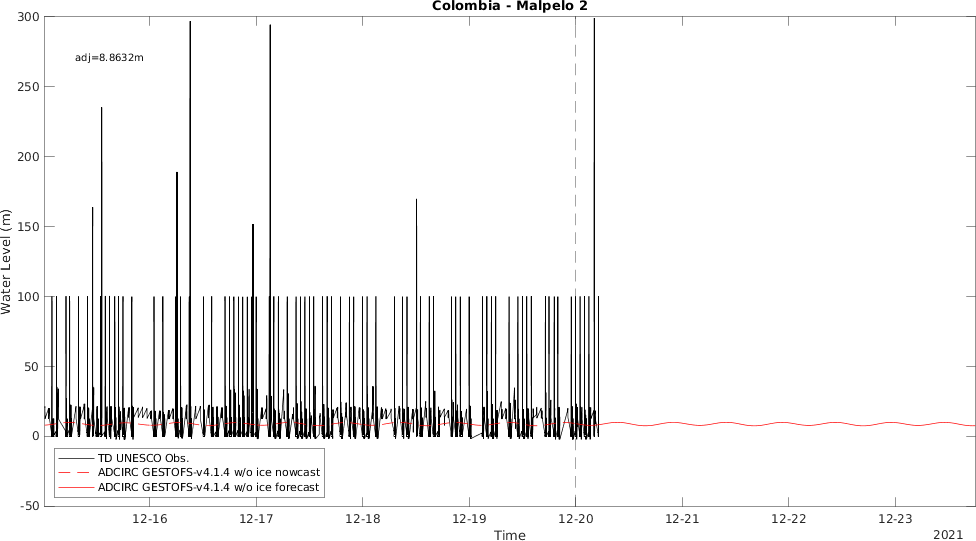 Colombia - Malpelo 2
adj=8.8632m
Water Level (m)
300
250
200
150
100
50
0
-50
TD UNESCO Obs.
ADCIRC GESTOFS-v4.1.4 w/o ice nowcast
ADCIRC GESTOFS-v4.1.4 w/o ice forecast
12-16 12-17 12-18 12-19 12-20 12-21 12-22 12-23
Time
2021